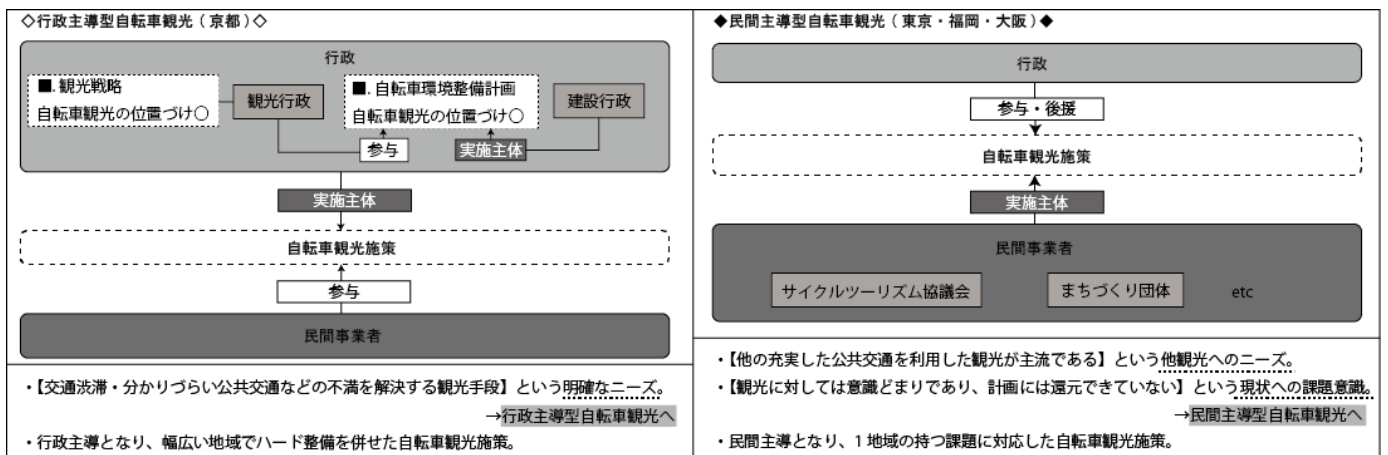 ◇行政主導型自転車観光（京都）◇
行政
■. 観光戦略
自転車観光の位置づけ○
観光行政
■. 自転車環境整備計画
自転車観光の位置づけ○
建設行政
参与
実施主体
実施主体
自転車観光施策
参与
民間事業者
・【交通渋滞・分かりづらい公共交通などの不満を解決する観光手段】という明確なニーズ。
→行政主導型自転車観光へ
・行政主導となり、幅広い地域でハード整備を併せた自転車観光施策。
◆民間主導型自転車観光（東京・福岡・大阪）◆
行政
参与・後援
自転車観光施策
実施主体
民間事業者
サイクルツーリズム協議会
まちづくり団体
etc
・【他の充実した公共交通を利用した観光が主流である】という他観光へのニーズ。
・【観光に対しては意識どまりであり、計画には還元できていない】という現状への課題意識。
→民間主導型自転車観光へ
・民間主導となり、1地域の持つ課題に対応した自転車観光施策。